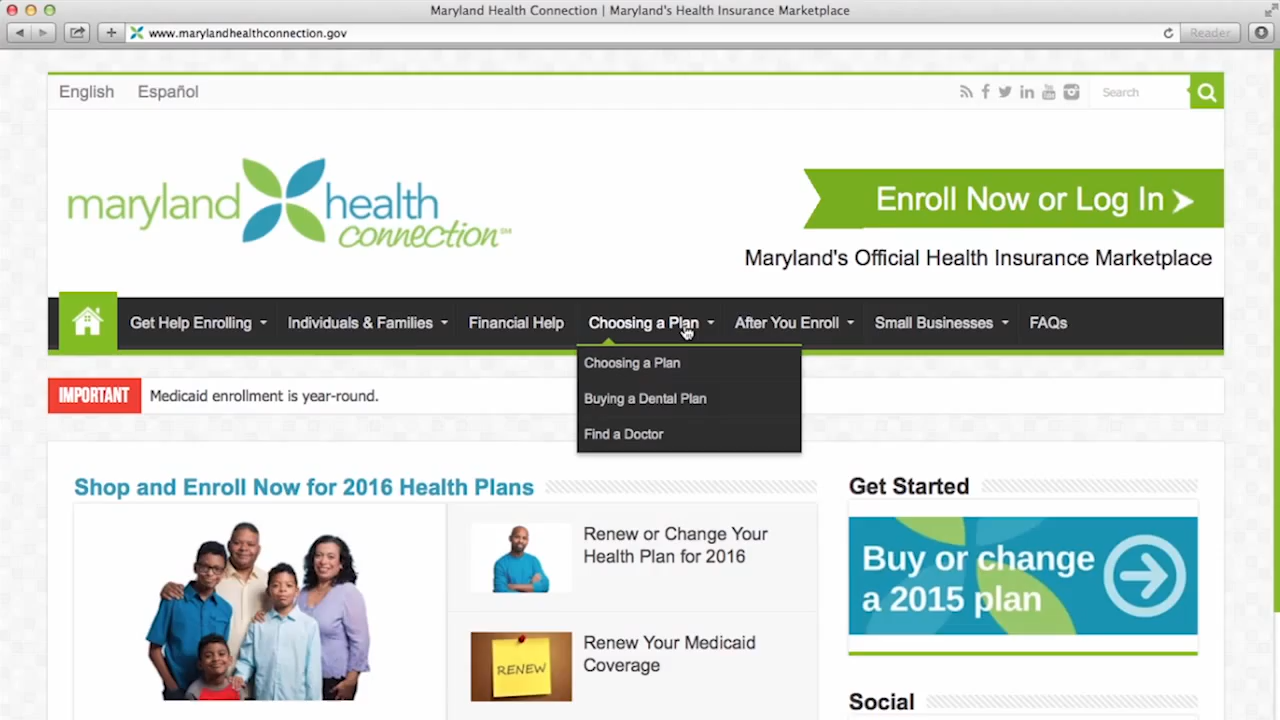 Maryland Health Connection | Maryland's Health Insurance Marketplace
www.marylandhealthconnection.gov
Reader
English Español
Search
maryland health
connection℠
Enroll Now or Log In
Maryland's Official Health Insurance Marketplace
Get Help Enrolling Individuals & Families Financial Help Choosing a Plan After You Enroll Small Businesses FAQs
Choosing a Plan
Buying a Dental Plan
Find a Doctor
IMPORTANT Medicaid enrollment is year-round.
Shop and Enroll Now for 2016 Health Plans
Renew or Change Your
Health Plan for 2016
RENEW
Renew Your Medicaid
Coverage
Get Started
Buy or change
a 2015 plan
Social